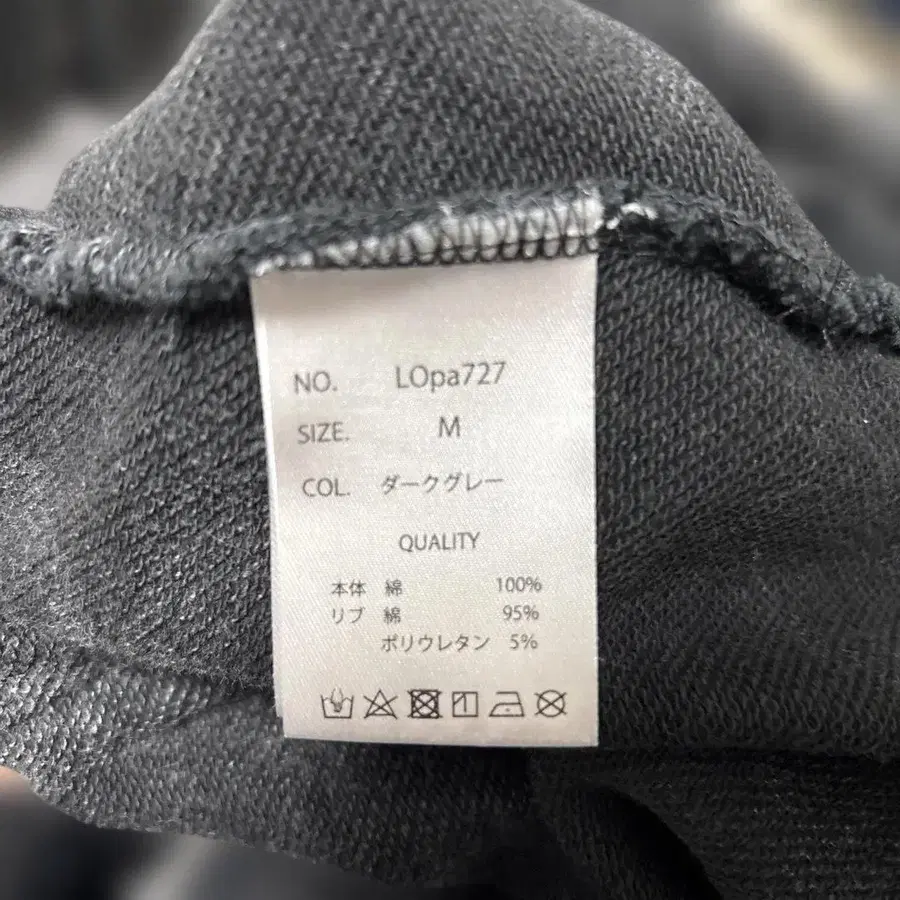 NO. LOpa727
SIZE. M
COL. ダークグレー
QUALITY
本体 綿 100%
リブ 綿 95%
ポリウレタン 5%